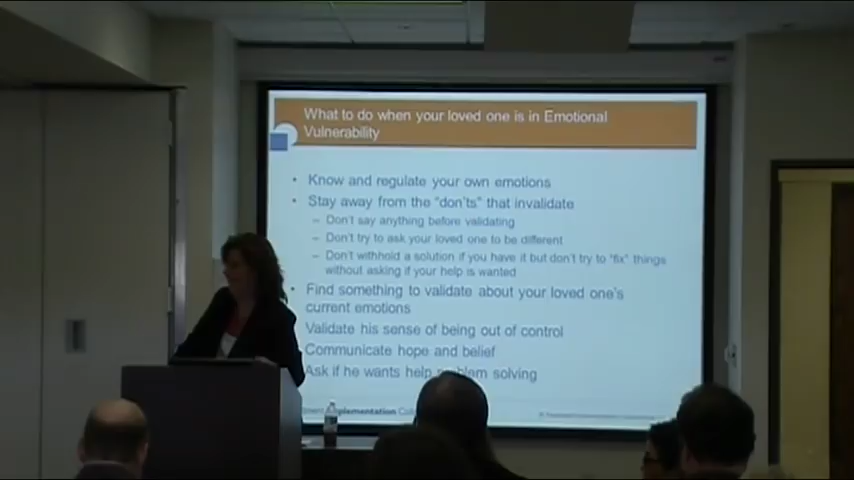 What to do when your loved one is in Emotional
Vulnerability
• Know and regulate your own emotions
• Stay away from the "don'ts" that invalidate
– Don't say anything before validating
– Don't try to ask your loved one to be different
– Don't withhold a solution if you have it but don't try to "fix" things
without asking if your help is wanted
• Find something to validate about your loved one's
current emotions
Validate his sense of being out of control
Communicate hope and belief
Ask if he wants help problem solving
Implementation